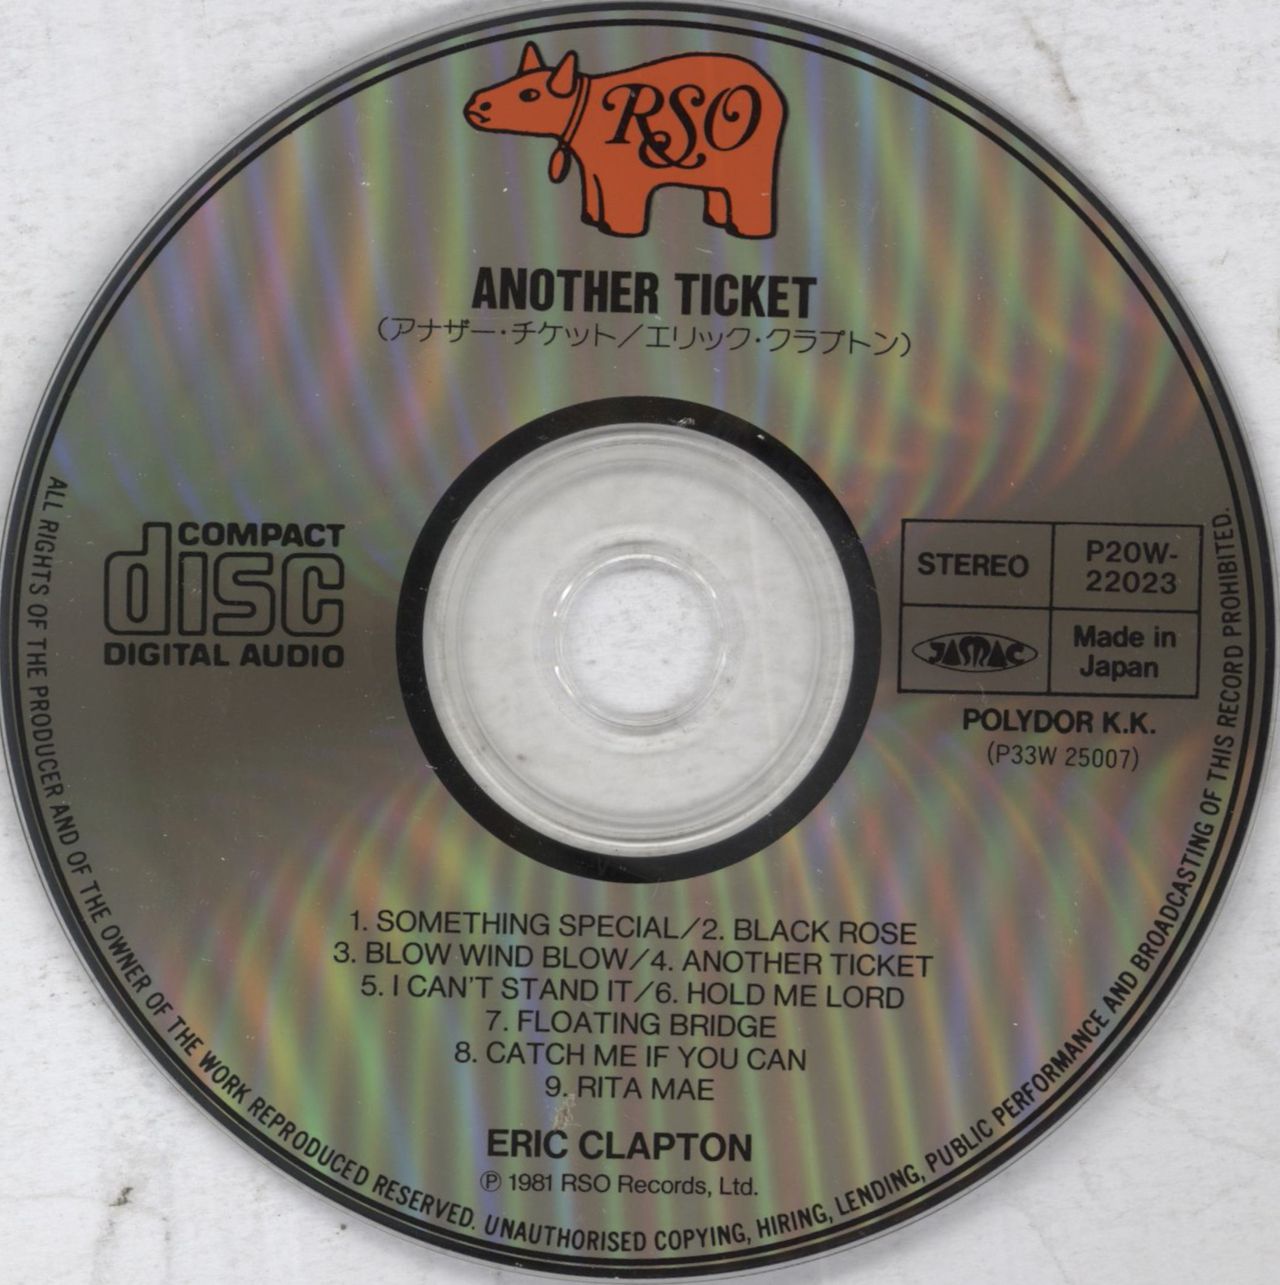 RSO
ANOTHER TICKET
(アナザー・チケット/エリック・クラプトン)
COMPACT
disc
DIGITAL AUDIO
STEREO
P20W-
22023
JASRAC
Made in
Japan
POLYDOR K.K.
(P33W 25007)
1. SOMETHING SPECIAL/2. BLACK ROSE
3. BLOW WIND BLOW/4. ANOTHER TICKET
5. I CAN'T STAND IT/6. HOLD ME LORD
7. FLOATING BRIDGE
8. CATCH ME IF YOU CAN
9. RITA MAE
ERIC CLAPTON
℗ 1981 RSO Records, Ltd.
ALL RIGHTS OF THE PRODUCER AND OF THE OWNER OF THE WORK REPRODUCED RESERVED. UNAUTHORISED COPYING, HIRING, LENDING, PUBLIC PERFORMANCE AND BROADCASTING OF THIS RECORD PROHIBITED.